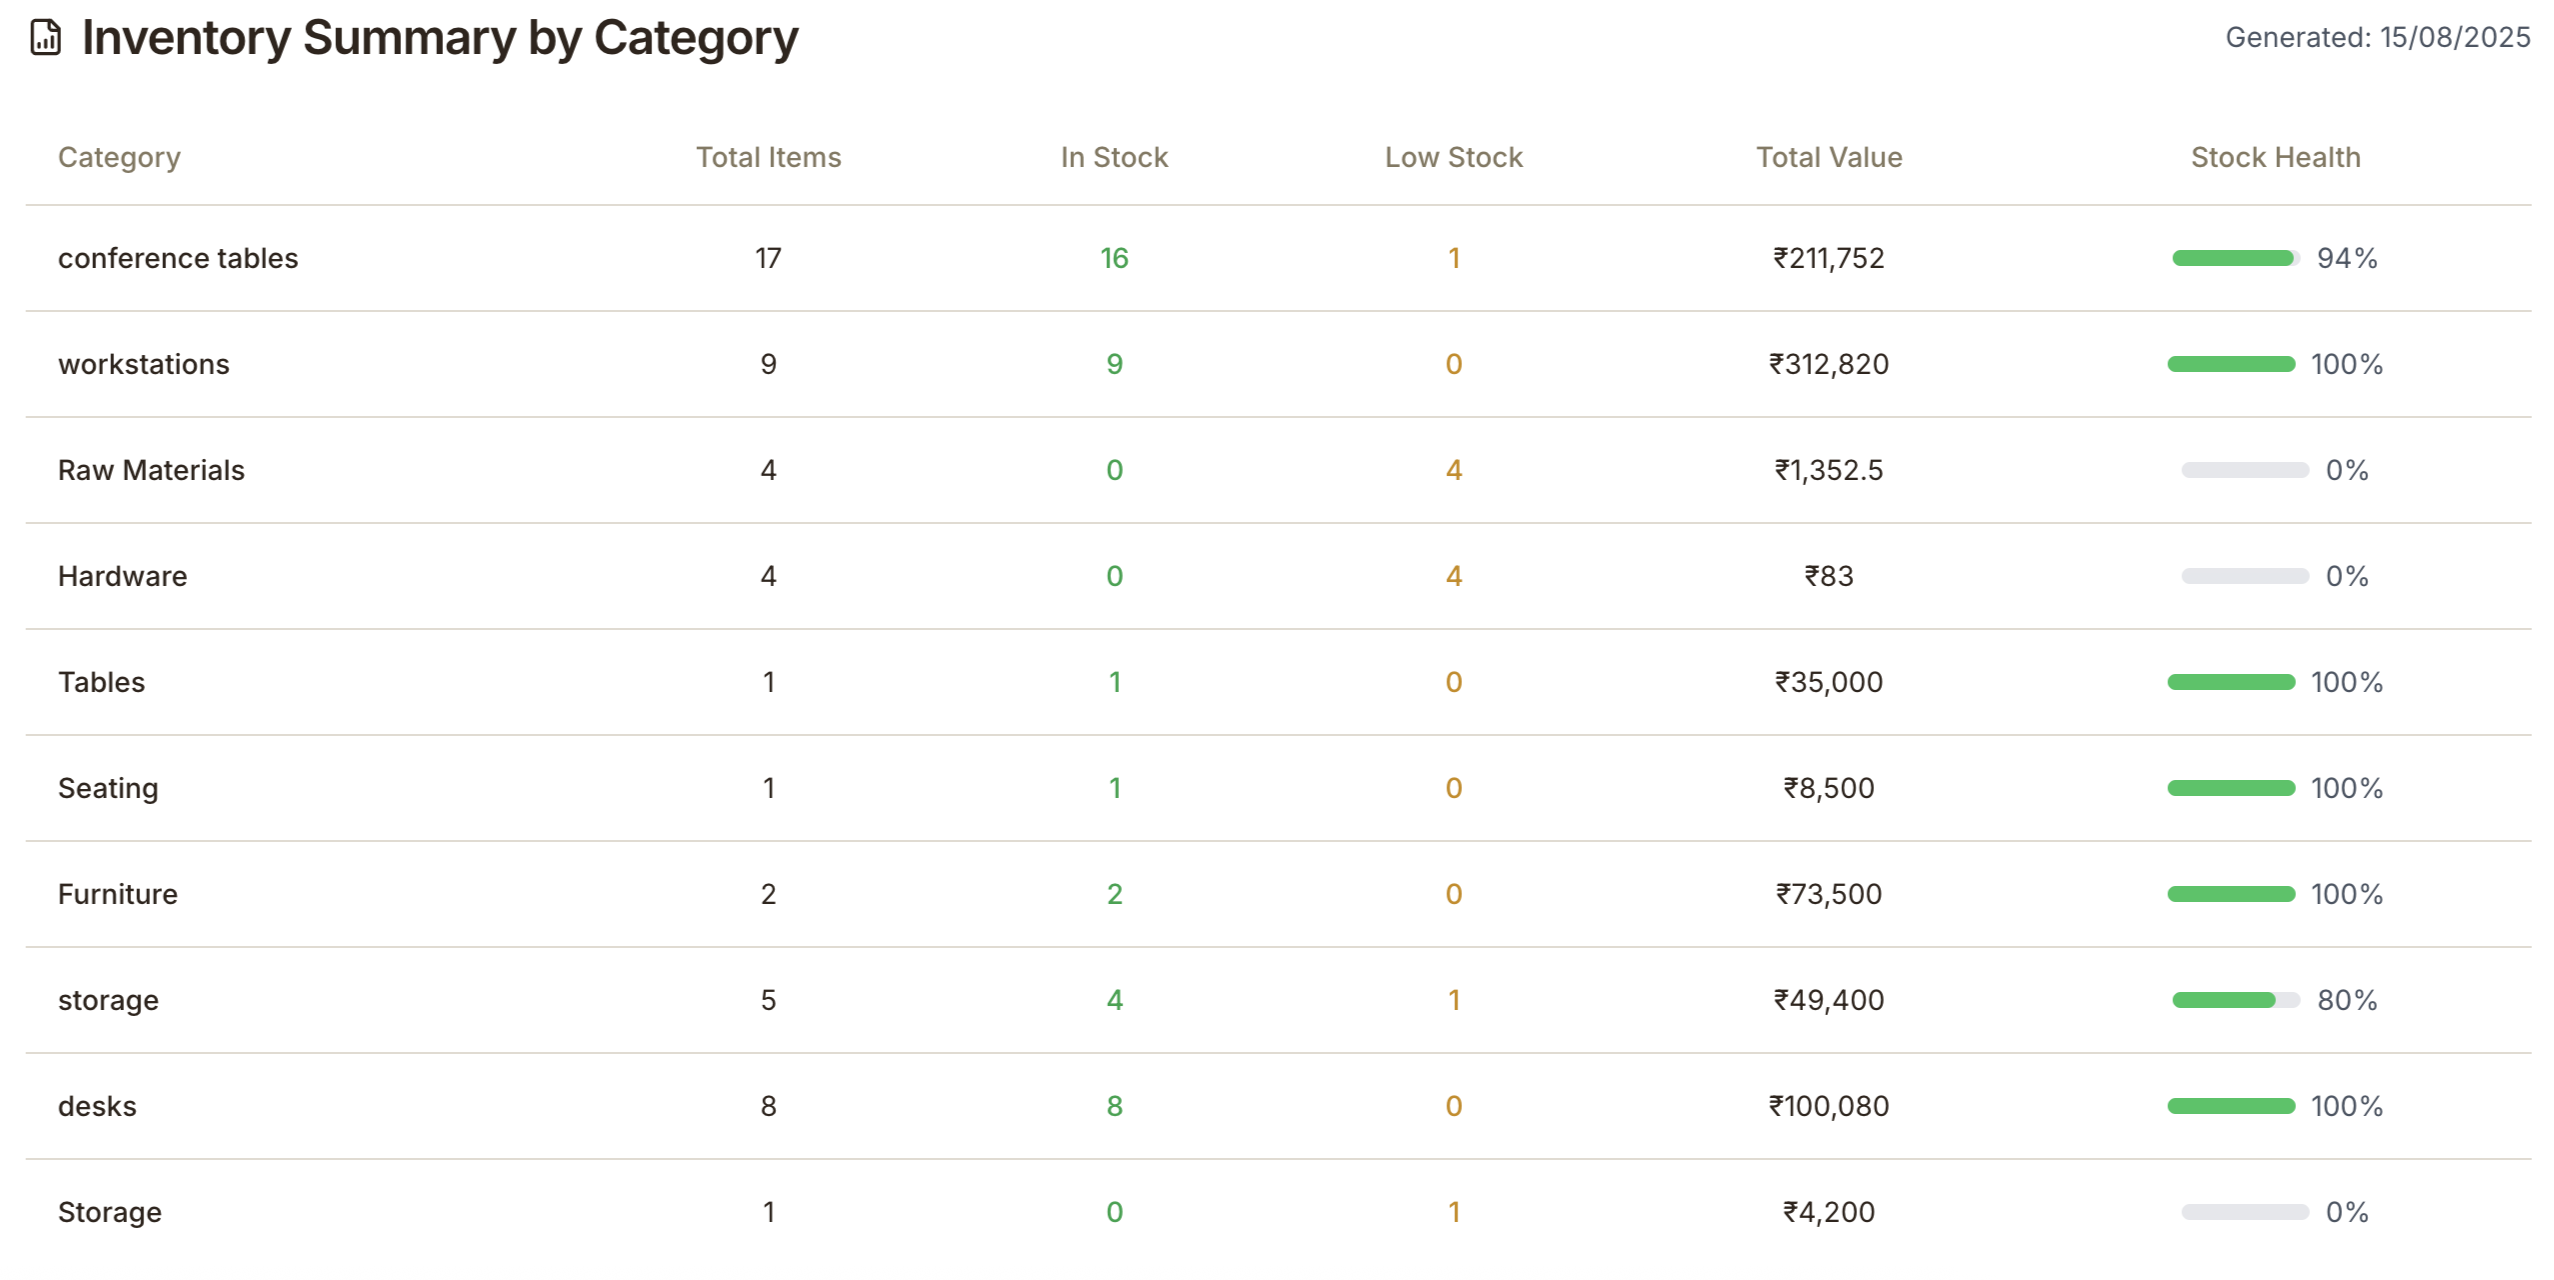 Inventory Summary by Category Generated: 15/08/2025
Category Total Items In Stock Low Stock Total Value Stock Health
conference tables 17 16 1 ₹211,752 94%
workstations 9 9 0 ₹312,820 100%
Raw Materials 4 0 4 ₹1,352.5 0%
Hardware 4 0 4 ₹83 0%
Tables 1 1 0 ₹35,000 100%
Seating 1 1 0 ₹8,500 100%
Furniture 2 2 0 ₹73,500 100%
storage 5 4 1 ₹49,400 80%
desks 8 8 0 ₹100,080 100%
Storage 1 0 1 ₹4,200 0%